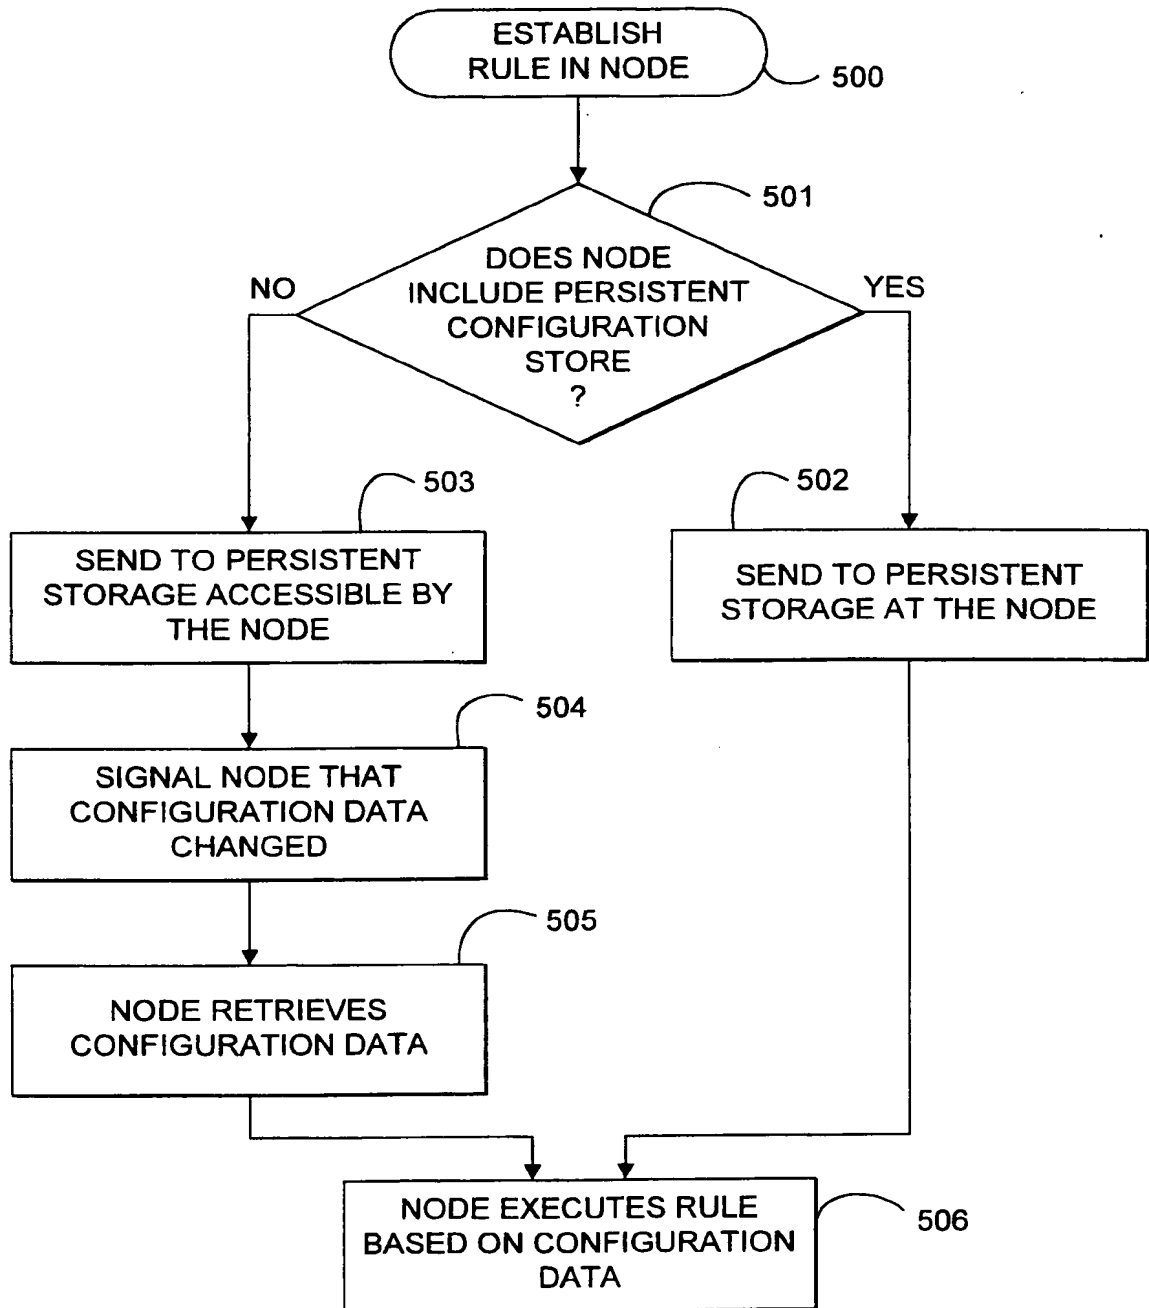 ESTABLISH
RULE IN NODE
500
501
DOES NODE
INCLUDE PERSISTENT
CONFIGURATION
STORE
?
NO
YES
503
502
SEND TO PERSISTENT
STORAGE ACCESSIBLE BY
THE NODE
SEND TO PERSISTENT
STORAGE AT THE NODE
504
SIGNAL NODE THAT
CONFIGURATION DATA
CHANGED
505
NODE RETRIEVES
CONFIGURATION DATA
NODE EXECUTES RULE
BASED ON CONFIGURATION
DATA
506